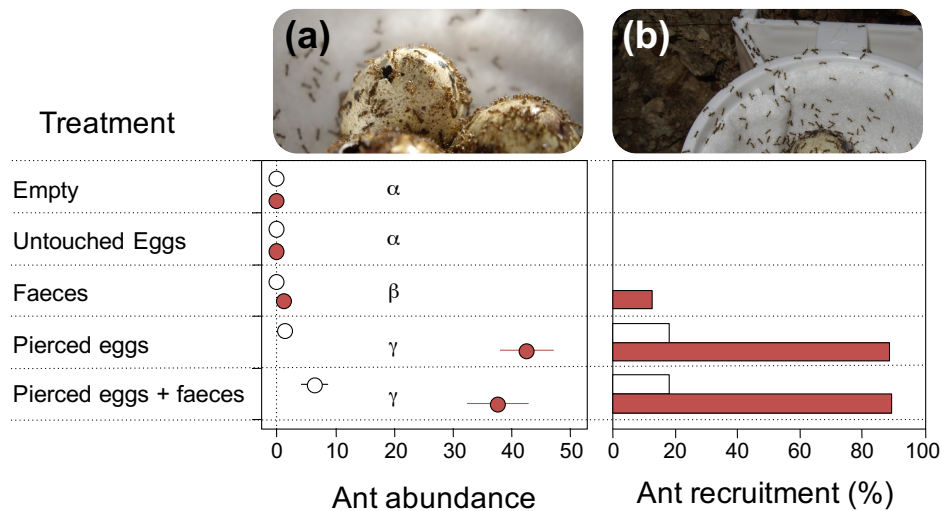 (a)
(b)
Treatment
Empty
α
Untouched Eggs
α
Faeces
β
Pierced eggs
γ
Pierced eggs + faeces
γ
0 10 20 30 40 50
0 20 40 60 80 100
Ant abundance
Ant recruitment (%)